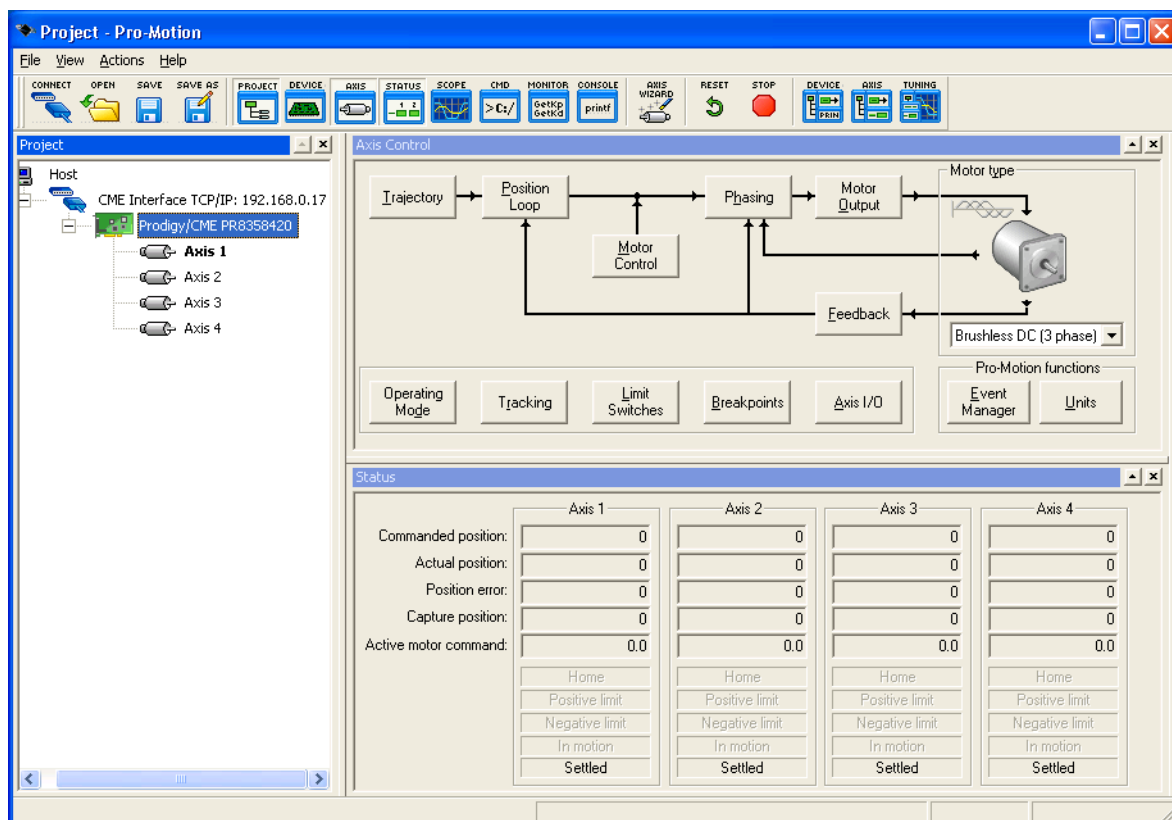 Project - Pro-Motion
File View Actions Help
CONNECT OPEN SAVE SAVE AS PROJECT DEVICE AXIS STATUS SCOPE CMD MONITOR CONSOLE AXIS WIZARD RESET STOP DEVICE AXIS TUNING
1 2
>C:/
GetKp
GetKd
printf
PRIN
Project
Host
CME Interface TCP/IP: 192.168.0.17
Prodigy/CME PR8358420
Axis 1
Axis 2
Axis 3
Axis 4
Axis Control
Trajectory
Position
Loop
Phasing
Motor
Output
Motor type
Motor
Control
Feedback
Brushless DC (3 phase)
Operating
Mode
Tracking
Limit
Switches
Breakpoints
Axis I/O
Pro-Motion functions
Event
Manager
Units
Status
Axis 1 Axis 2 Axis 3 Axis 4
Commanded position: 0 0 0 0
Actual position: 0 0 0 0
Position error: 0 0 0 0
Capture position: 0 0 0 0
Active motor command: 0.0 0.0 0.0 0.0
Home Home Home Home
Positive limit Positive limit Positive limit Positive limit
Negative limit Negative limit Negative limit Negative limit
In motion In motion In motion In motion
Settled Settled Settled Settled